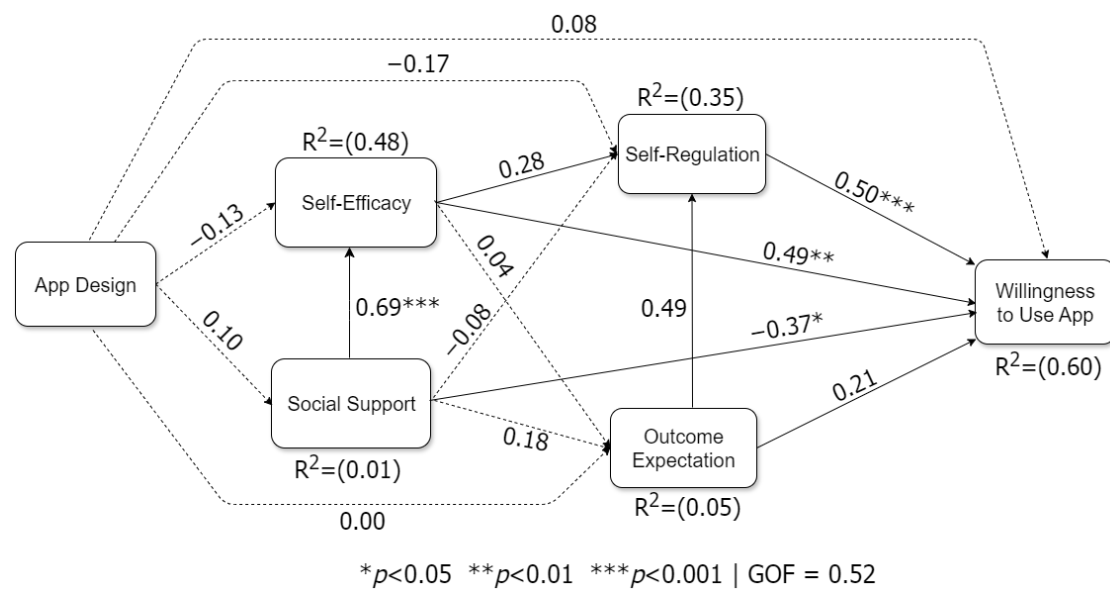 0.08
−0.17
R²=(0.35)
Self-Regulation
R²=(0.48)
Self-Efficacy
0.28
0.50***
−0.13
0.04
0.49**
App Design
Willingness
to Use App
R²=(0.60)
0.69***
−0.08
0.49
−0.37*
0.10
Social Support
R²=(0.01)
0.18
0.21
Outcome
Expectation
R²=(0.05)
0.00
*p<0.05 **p<0.01 ***p<0.001 | GOF = 0.52